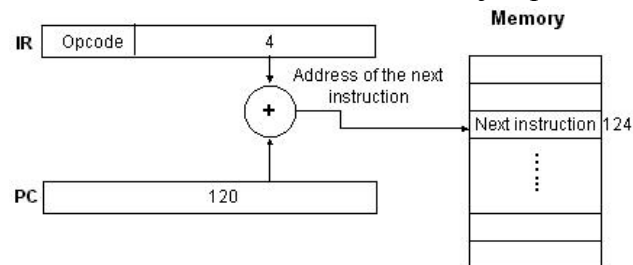 Memory
IR Opcode 4
Address of the next
instruction
+
Next instruction 124
PC 120